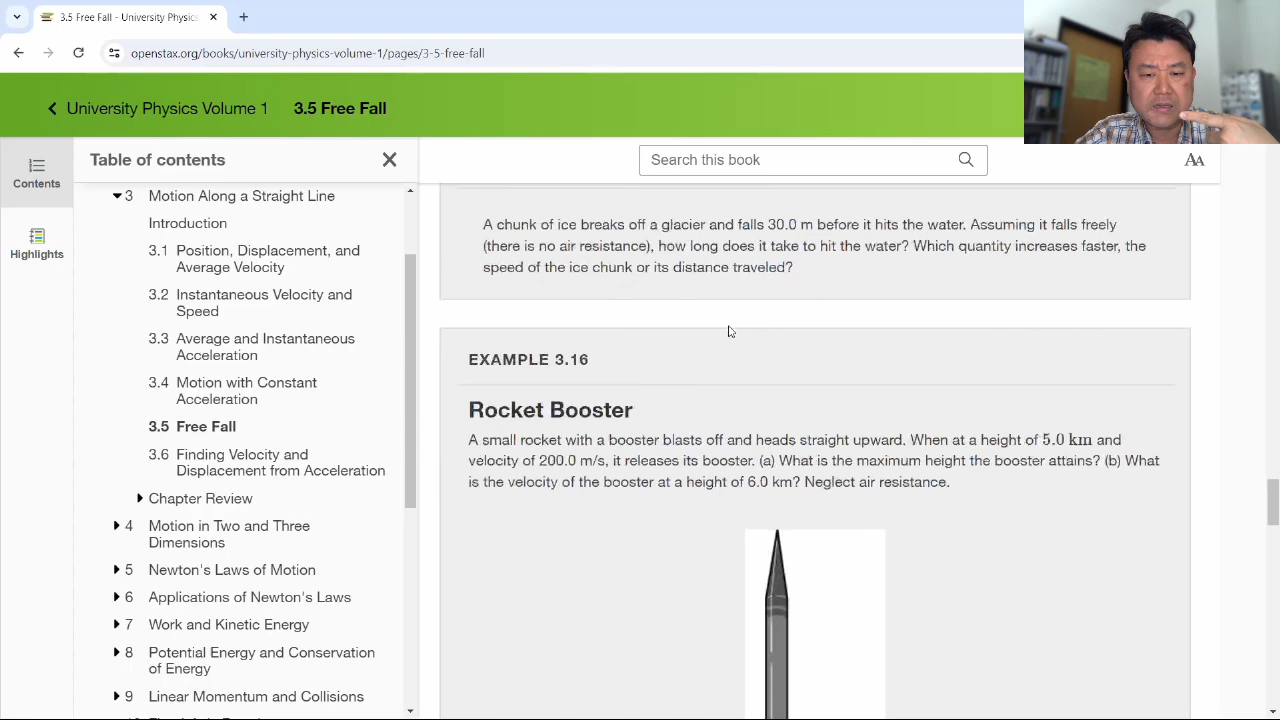 3.5 Free Fall - University Physics
openstax.org/books/university-physics-volume-1/pages/3-5-free-fall
University Physics Volume 1 3.5 Free Fall
Contents
Highlights
Table of contents
3 Motion Along a Straight Line
Introduction
3.1 Position, Displacement, and
Average Velocity
3.2 Instantaneous Velocity and
Speed
3.3 Average and Instantaneous
Acceleration
3.4 Motion with Constant
Acceleration
3.5 Free Fall
3.6 Finding Velocity and
Displacement from Acceleration
Chapter Review
4 Motion in Two and Three
Dimensions
5 Newton's Laws of Motion
6 Applications of Newton's Laws
7 Work and Kinetic Energy
8 Potential Energy and Conservation
of Energy
9 Linear Momentum and Collisions
Search this book
AA
A chunk of ice breaks off a glacier and falls 30.0 m before it hits the water. Assuming it falls freely
(there is no air resistance), how long does it take to hit the water? Which quantity increases faster, the
speed of the ice chunk or its distance traveled?
EXAMPLE 3.16
Rocket Booster
A small rocket with a booster blasts off and heads straight upward. When at a height of 5.0 km and
velocity of 200.0 m/s, it releases its booster. (a) What is the maximum height the booster attains? (b) What
is the velocity of the booster at a height of 6.0 km? Neglect air resistance.